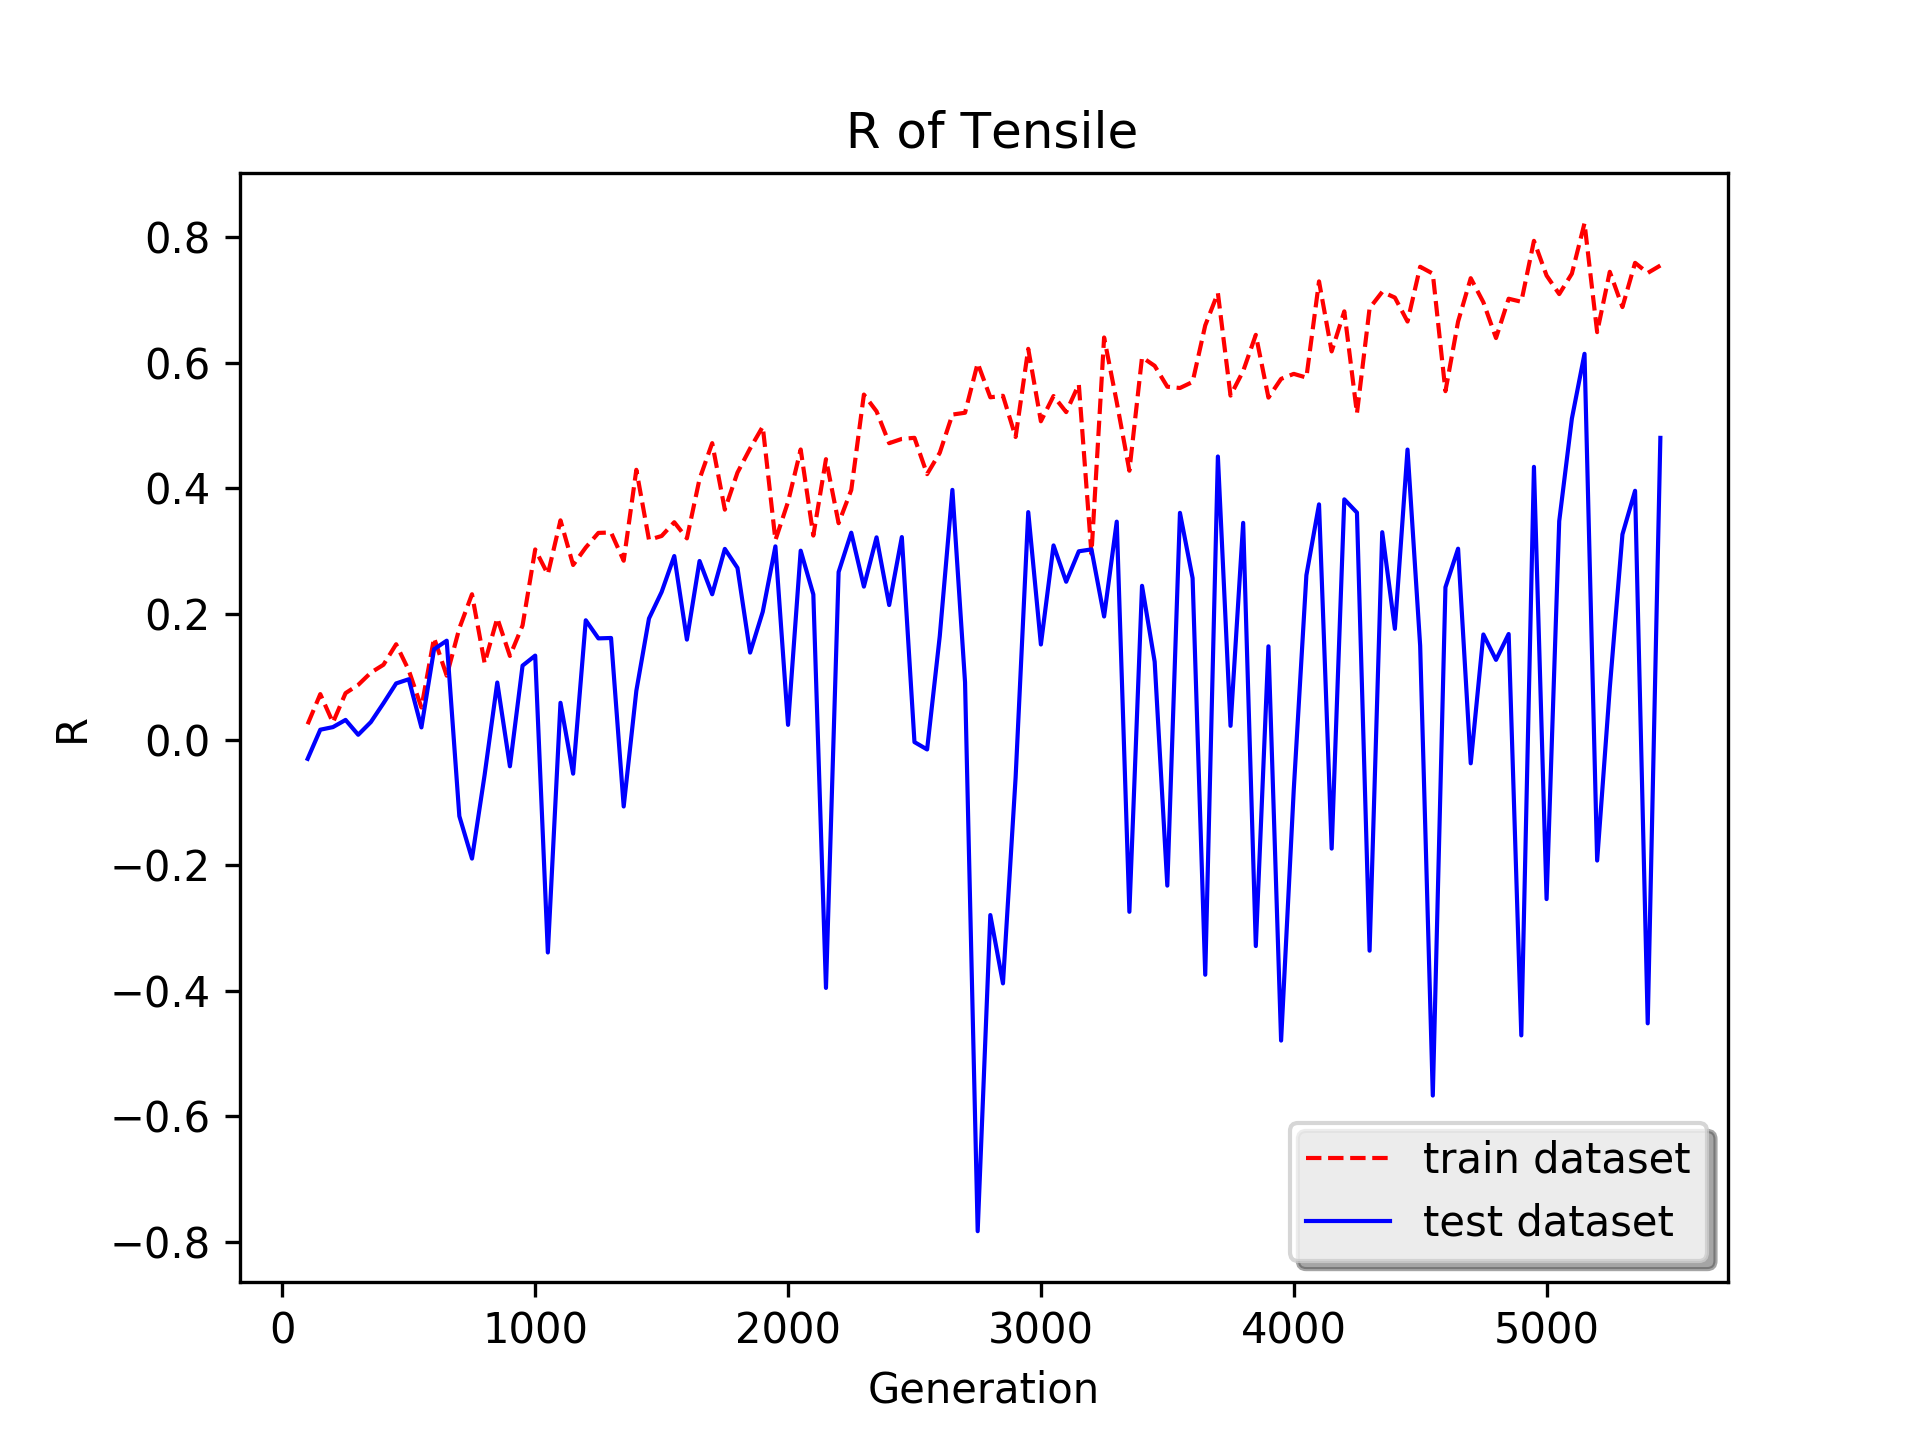 R of Tensile
R
0.8
0.6
0.4
0.2
0.0
−0.2
−0.4
−0.6
−0.8
train dataset
test dataset
0 1000 2000 3000 4000 5000
Generation